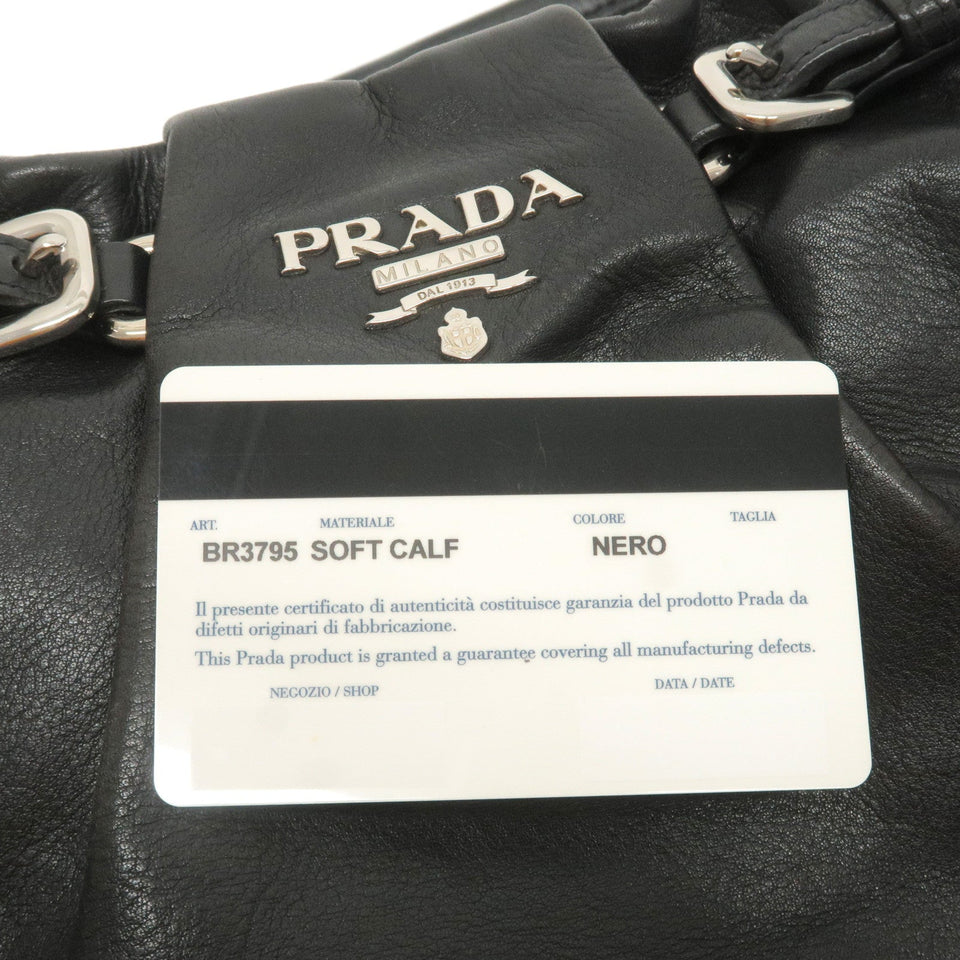 PRADA
MILANO
DAL 1913
ART. MATERIALE COLORE TAGLIA
BR3795 SOFT CALF NERO
Il presente certificato di autenticità costituisce garanzia del prodotto Prada da
difetti originari di fabbricazione.
This Prada product is granted a guarantee covering all manufacturing defects.
NEGOZIO / SHOP DATA / DATE